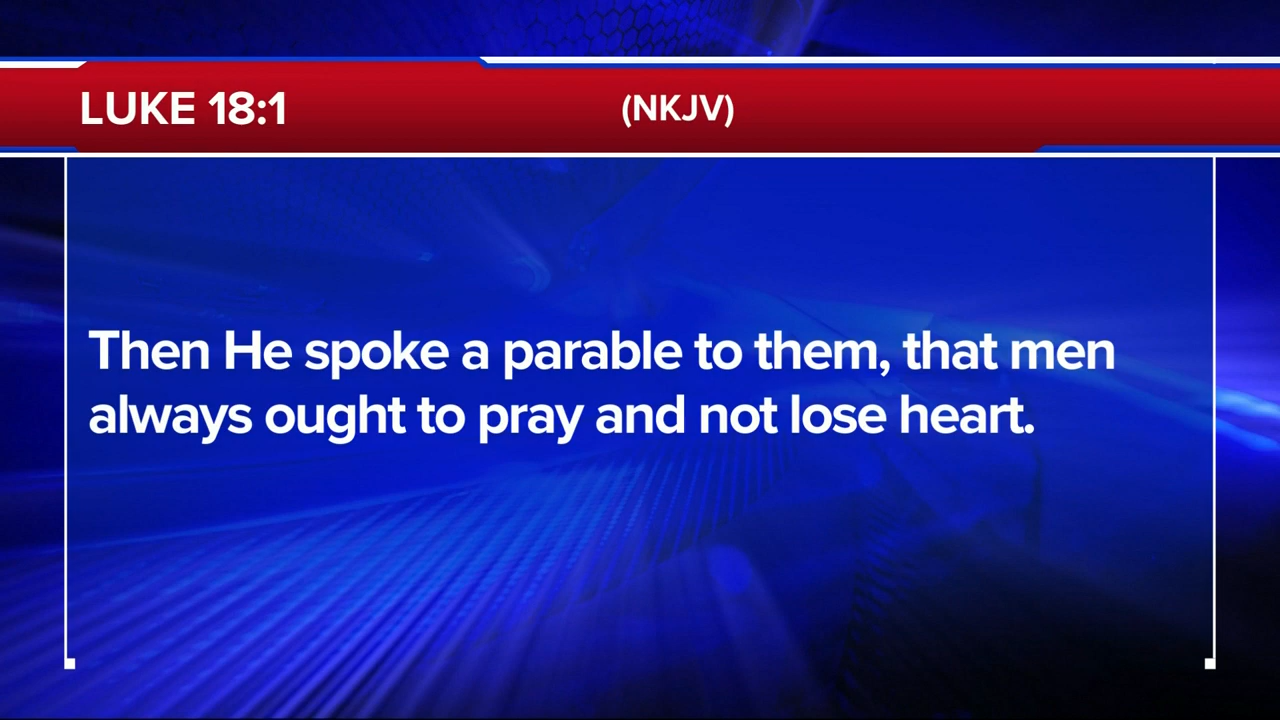 LUKE 18:1 (NKJV)
Then He spoke a parable to them, that men
always ought to pray and not lose heart.